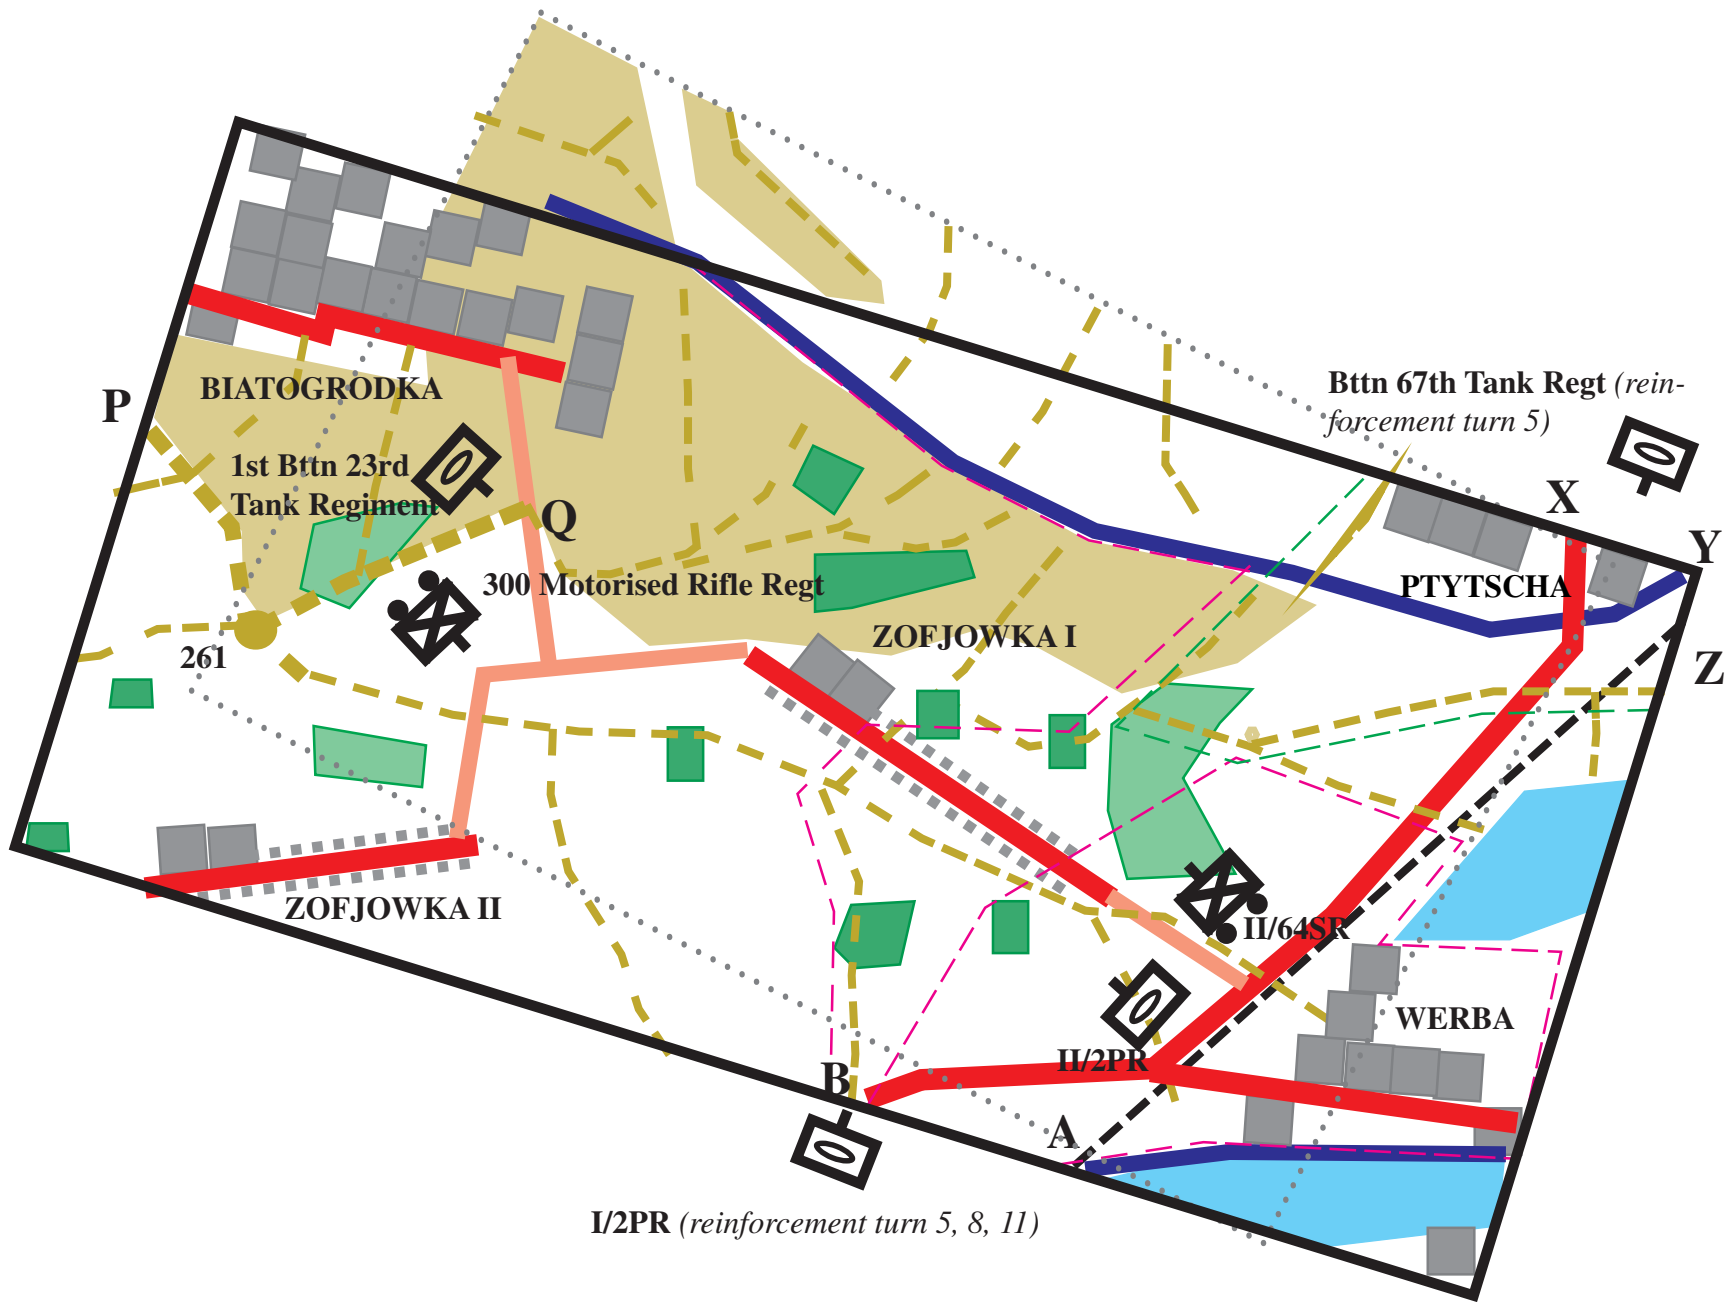 Bttn 67th Tank Regt (rein-
forcement turn 5)
P
BIATOGRODKA
1st Bttn 23rd
Tank Regiment
Q
X
Y
PTYTSCHA
300 Motorised Rifle Regt
ZOFJOWKA I
261
Z
ZOFJOWKA II
II/64SR
WERBA
II/2PR
B
A
I/2PR (reinforcement turn 5, 8, 11)